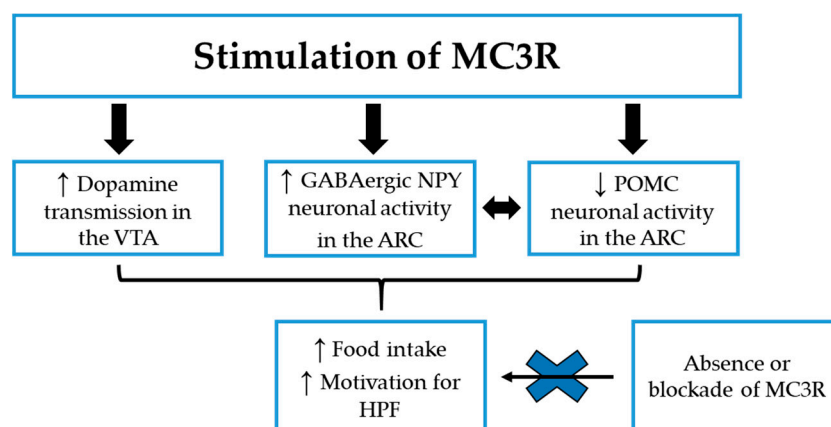 Stimulation of MC3R
↑ Dopamine
transmission in
the VTA
↑ GABAergic NPY
neuronal activity
in the ARC
↓ POMC
neuronal activity
in the ARC
↑ Food intake
↑ Motivation for
HPF
Absence or
blockade of MC3R